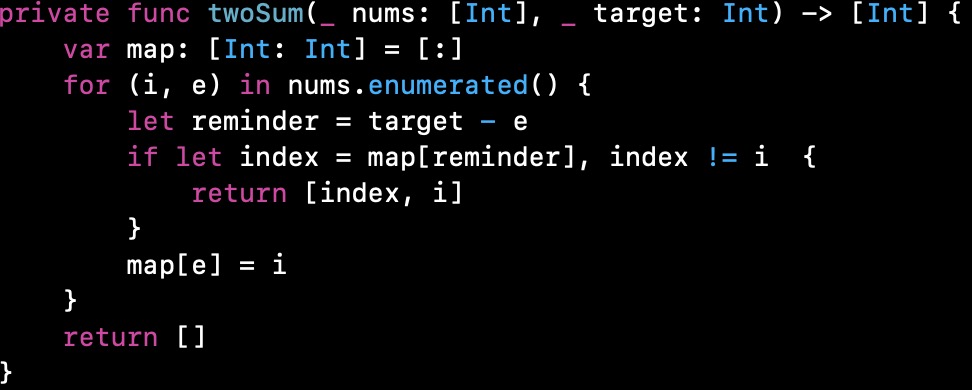 private func twoSum(_ nums: [Int], _ target: Int) -> [Int] {
    var map: [Int: Int] = [:]
    for (i, e) in nums.enumerated() {
        let reminder = target - e
        if let index = map[reminder], index != i  {
            return [index, i]
        }
        map[e] = i
    }
    return []
}